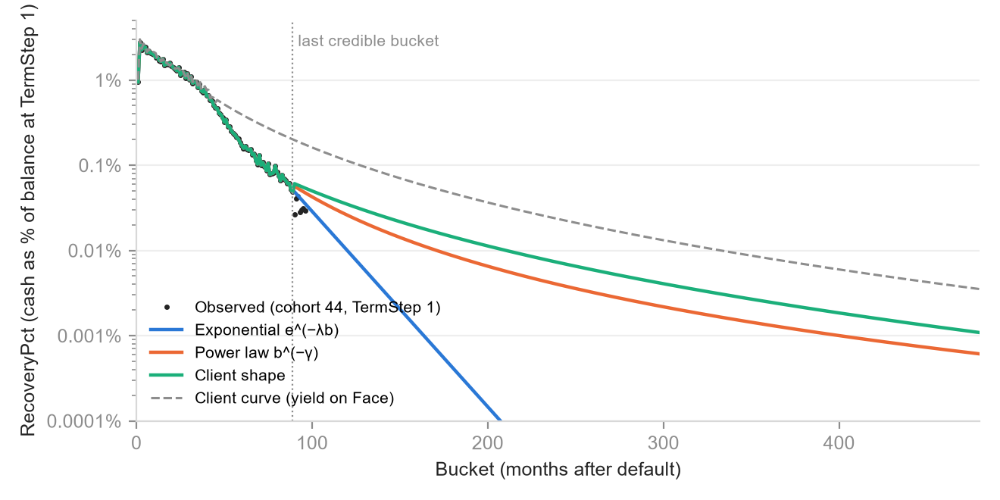 RecoveryPct (cash as % of balance at TermStep 1)
last credible bucket
1%
0.1%
0.01%
0.001%
0.0001%
Observed (cohort 44, TermStep 1)
Exponential e^(−λb)
Power law b^(−γ)
Client shape
Client curve (yield on Face)
0 100 200 300 400
Bucket (months after default)